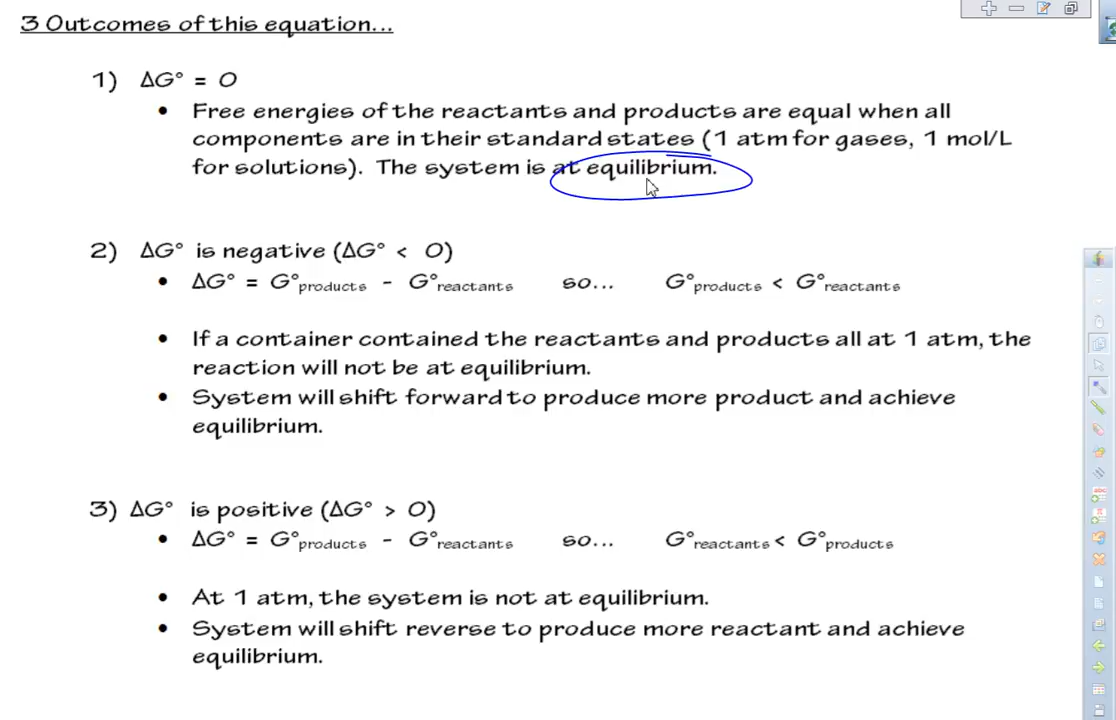 3 Outcomes of this equation...
1) ΔG° = 0
• Free energies of the reactants and products are equal when all
components are in their standard states (1 atm for gases, 1 mol/L
for solutions). The system is at equilibrium.
2) ΔG° is negative (ΔG° < 0)
• ΔG° = G°products - G°reactants so... G°products < G°reactants
• If a container contained the reactants and products all at 1 atm, the
reaction will not be at equilibrium.
• System will shift forward to produce more product and achieve
equilibrium.
3) ΔG° is positive (ΔG° > 0)
• ΔG° = G°products - G°reactants so... G°reactants < G°products
• At 1 atm, the system is not at equilibrium.
• System will shift reverse to produce more reactant and achieve
equilibrium.